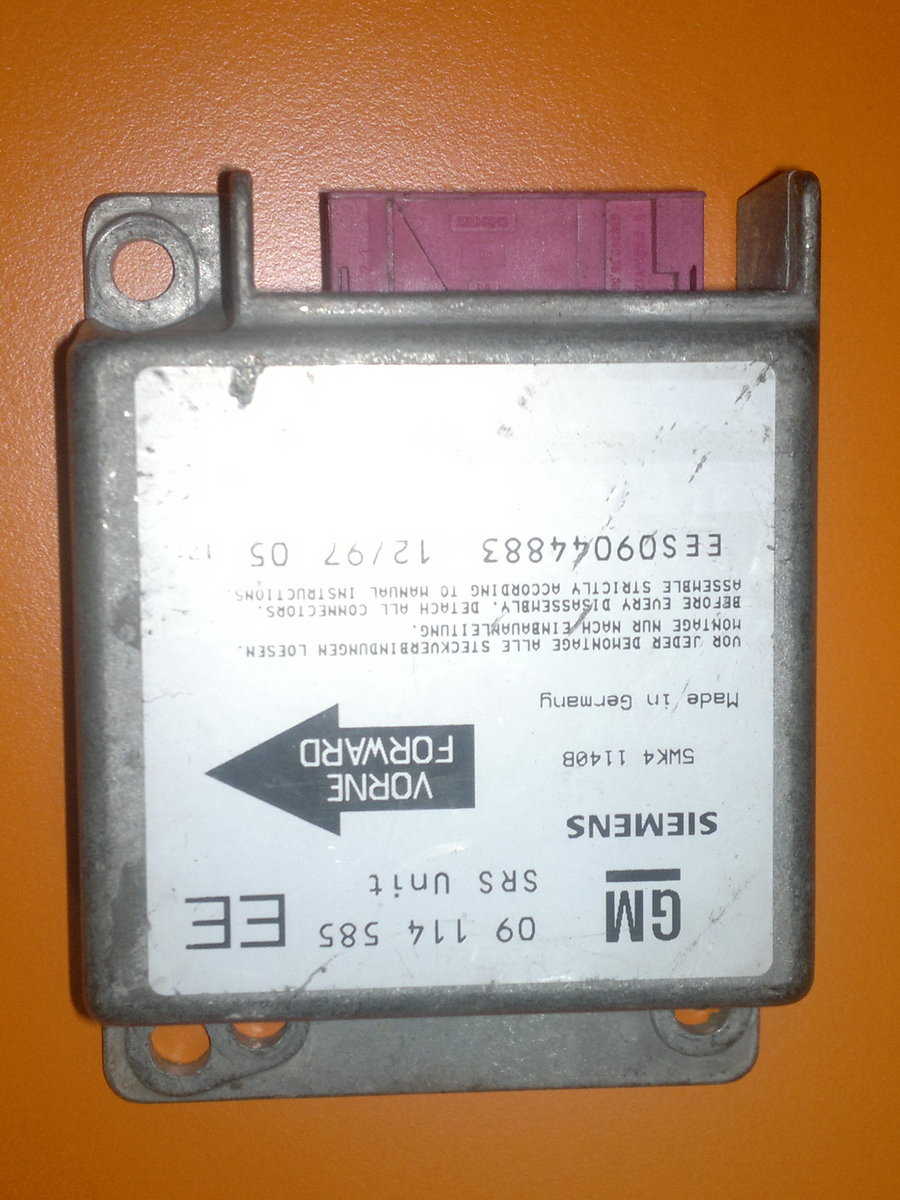 GM
09 114 585
EE
SRS Unit
SIEMENS
5WK4 1140B
VORNE
FORWARD
Made in Germany
VOR JEDER DEMONTAGE ALLE STECKVERBINDUNGEN LOESEN.
MONTAGE NUR NACH EINBAUANLEITUNG.
BEFORE EVERY DISASSEMBLY. DETACH ALL CONNECTORS.
ASSEMBLE STRICTLY ACCORDING TO MANUAL INSTRUCTIONS.
EES09044883 12/97 05